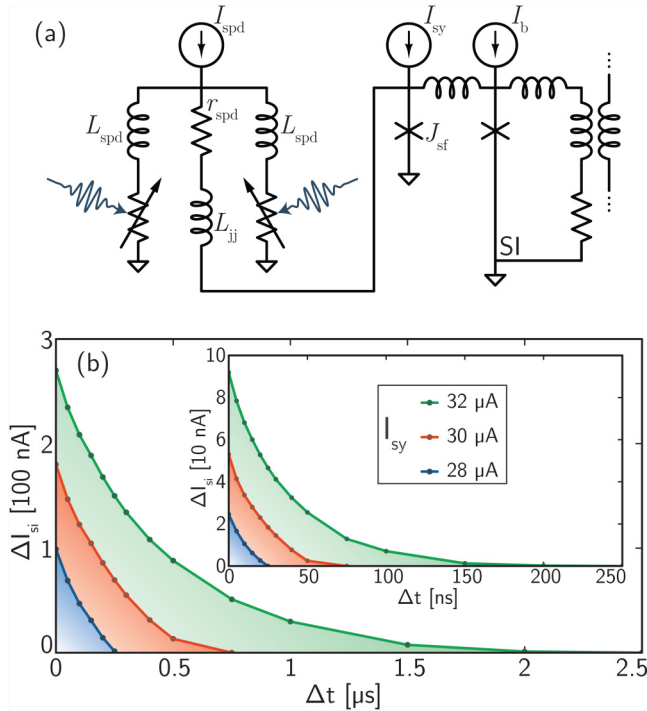 (a)
I_spd
I_sy
I_b
L_spd
r_spd
L_spd
J_sf
L_jj
SI
(b)
ΔI_si [100 nA]
3
2
1
0
0
0.5
1
1.5
2
2.5
Δt [µs]
ΔI_si [10 nA]
10
8
6
4
2
0
0
50
100
150
200
250
Δt [ns]
I_sy
32 µA
30 µA
28 µA